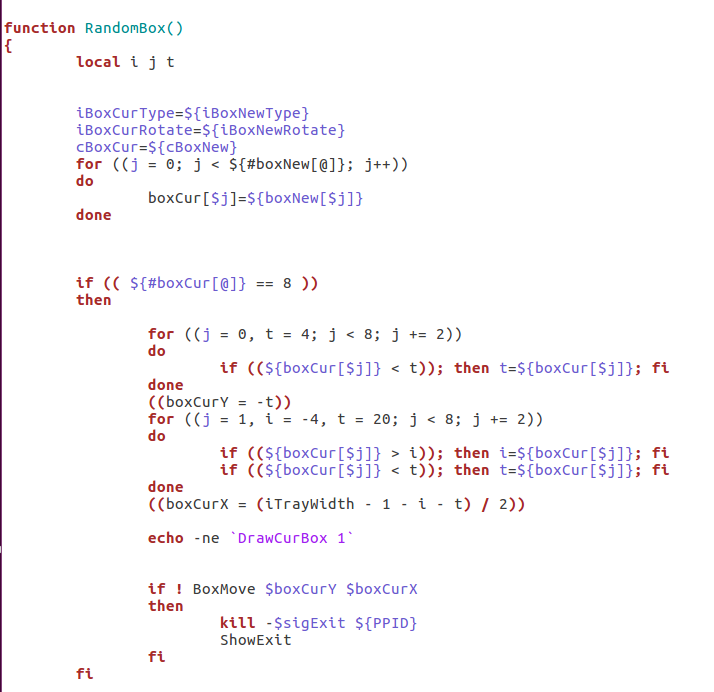 function RandomBox()
{
        local i j t
        iBoxCurType=${iBoxNewType}
        iBoxCurRotate=${iBoxNewRotate}
        cBoxCur=${cBoxNew}
        for ((j = 0; j < ${#boxNew[@]}; j++))
        do
                boxCur[$j]=${boxNew[$j]}
        done
        if (( ${#boxCur[@]} == 8 ))
        then
                for ((j = 0, t = 4; j < 8; j += 2))
                do
                        if ((${boxCur[$j]} < t)); then t=${boxCur[$j]}; fi
                done
                ((boxCurY = -t))
                for ((j = 1, i = -4, t = 20; j < 8; j += 2))
                do
                        if ((${boxCur[$j]} > i)); then i=${boxCur[$j]}; fi
                        if ((${boxCur[$j]} < t)); then t=${boxCur[$j]}; fi
                done
                ((boxCurX = (iTrayWidth - 1 - i - t) / 2))
                echo -ne `DrawCurBox 1`
                if ! BoxMove $boxCurY $boxCurX
                then
                        kill -$sigExit ${PPID}
                        ShowExit
                fi
        fi